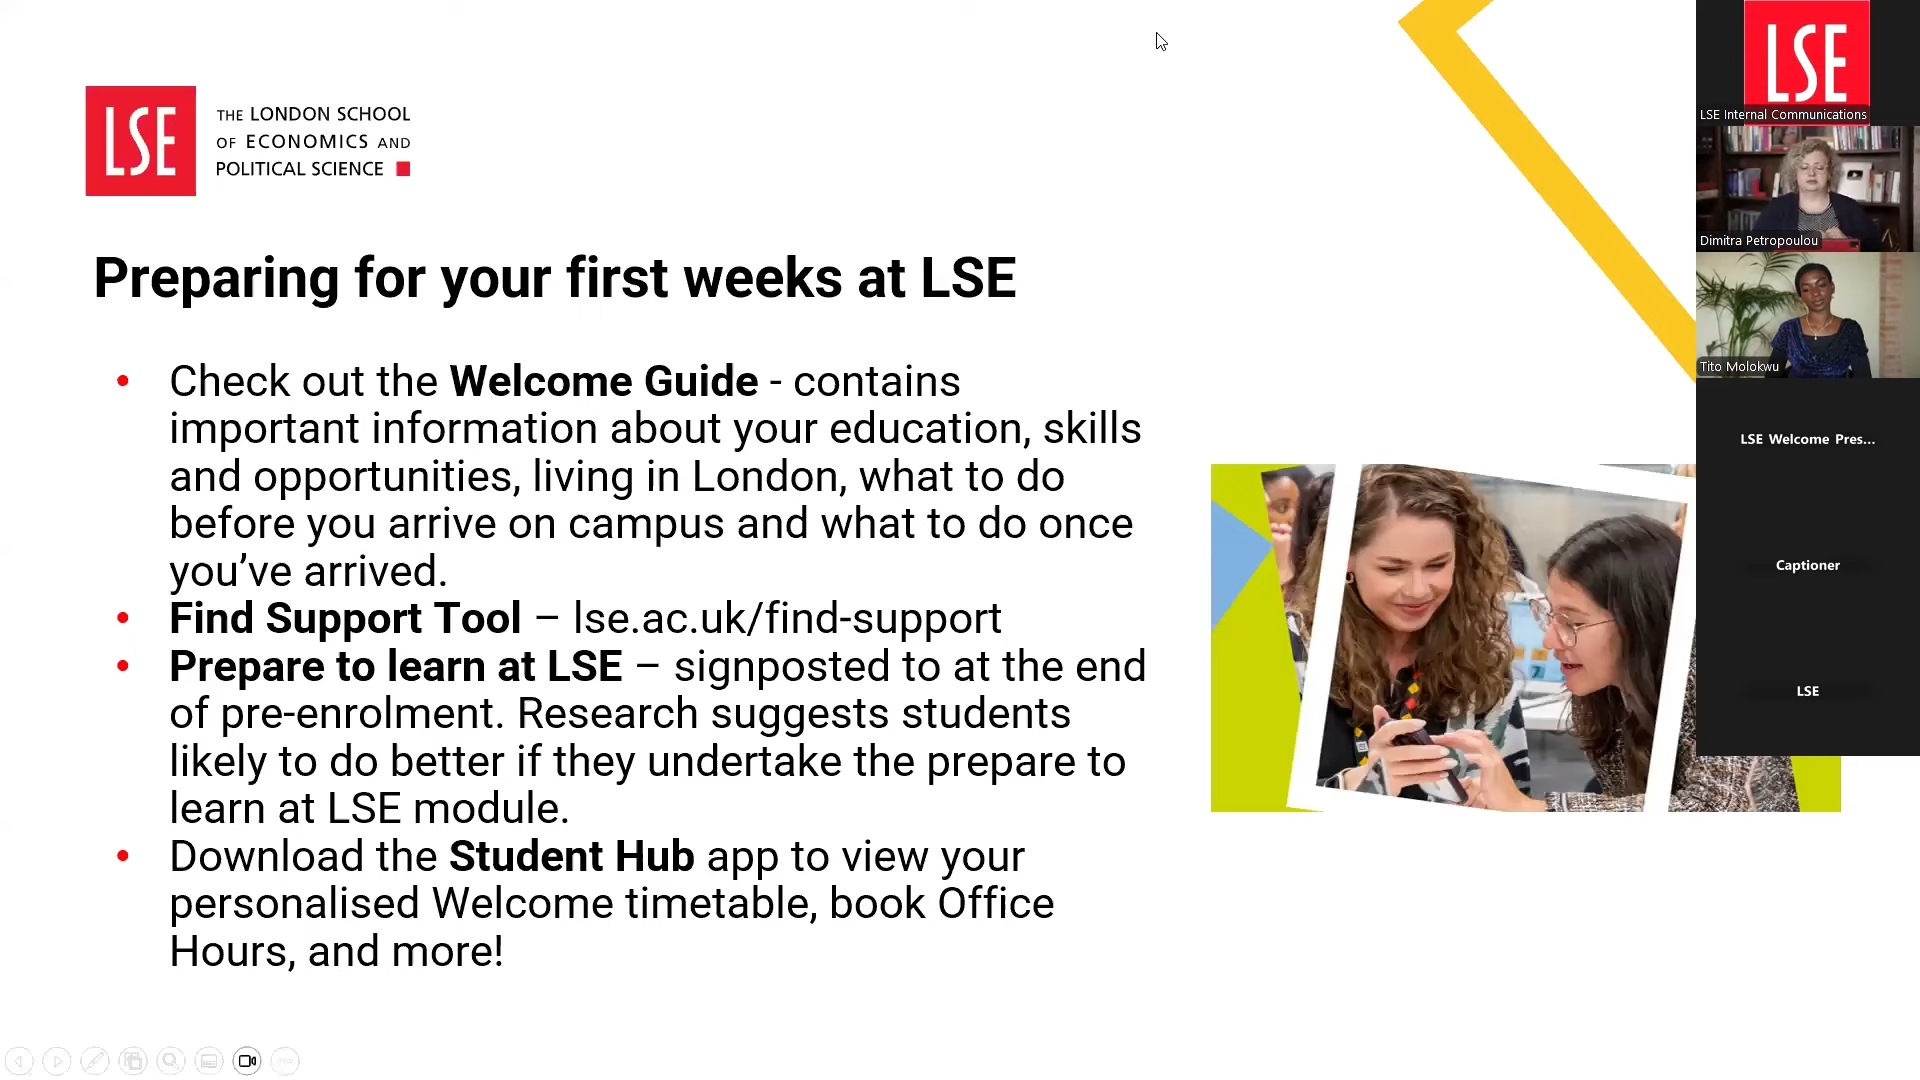 LSE
THE LONDON SCHOOL
OF ECONOMICS AND
POLITICAL SCIENCE
Preparing for your first weeks at LSE
• Check out the Welcome Guide - contains
important information about your education, skills
and opportunities, living in London, what to do
before you arrive on campus and what to do once
you’ve arrived.
• Find Support Tool – lse.ac.uk/find-support
• Prepare to learn at LSE – signposted to at the end
of pre-enrolment. Research suggests students
likely to do better if they undertake the prepare to
learn at LSE module.
• Download the Student Hub app to view your
personalised Welcome timetable, book Office
Hours, and more!
LSE
LSE Internal Communications
Dimitra Petropoulou
Tito Molokwu
LSE Welcome Pres...
Captioner
LSE